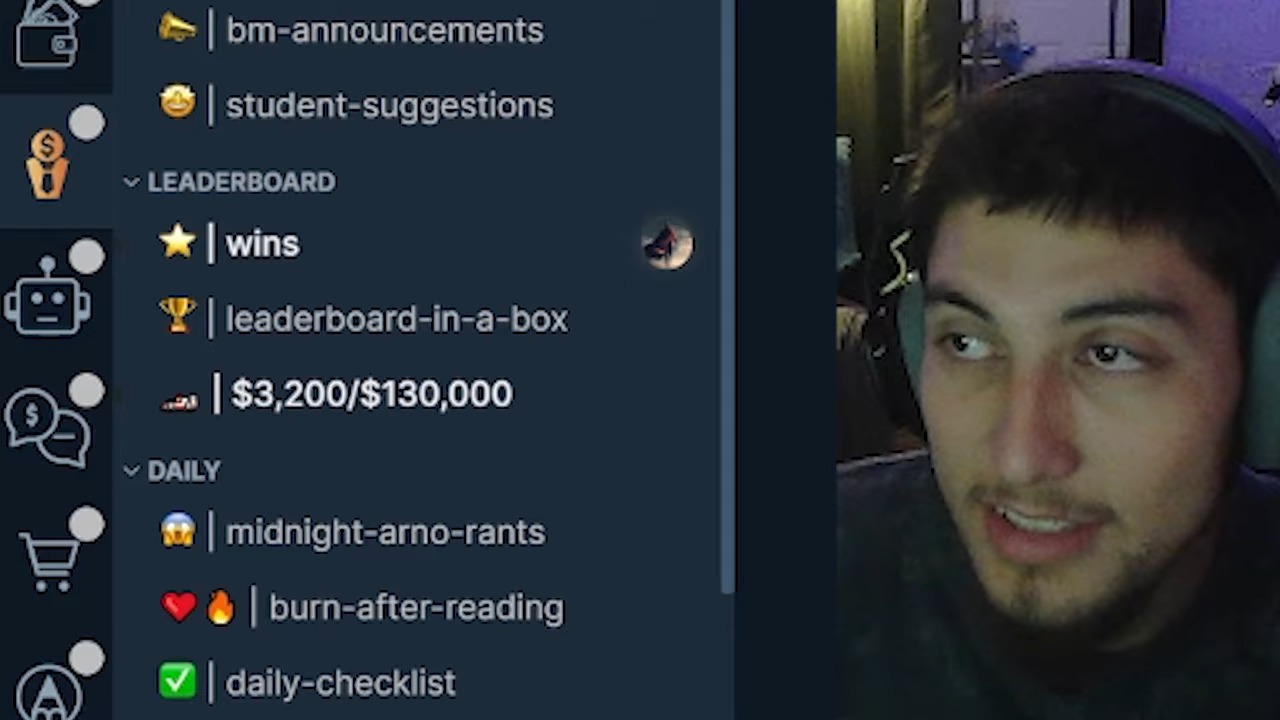 bm-announcements
student-suggestions
LEADERBOARD
wins
leaderboard-in-a-box
$3,200/$130,000
DAILY
midnight-arno-rants
burn-after-reading
daily-checklist